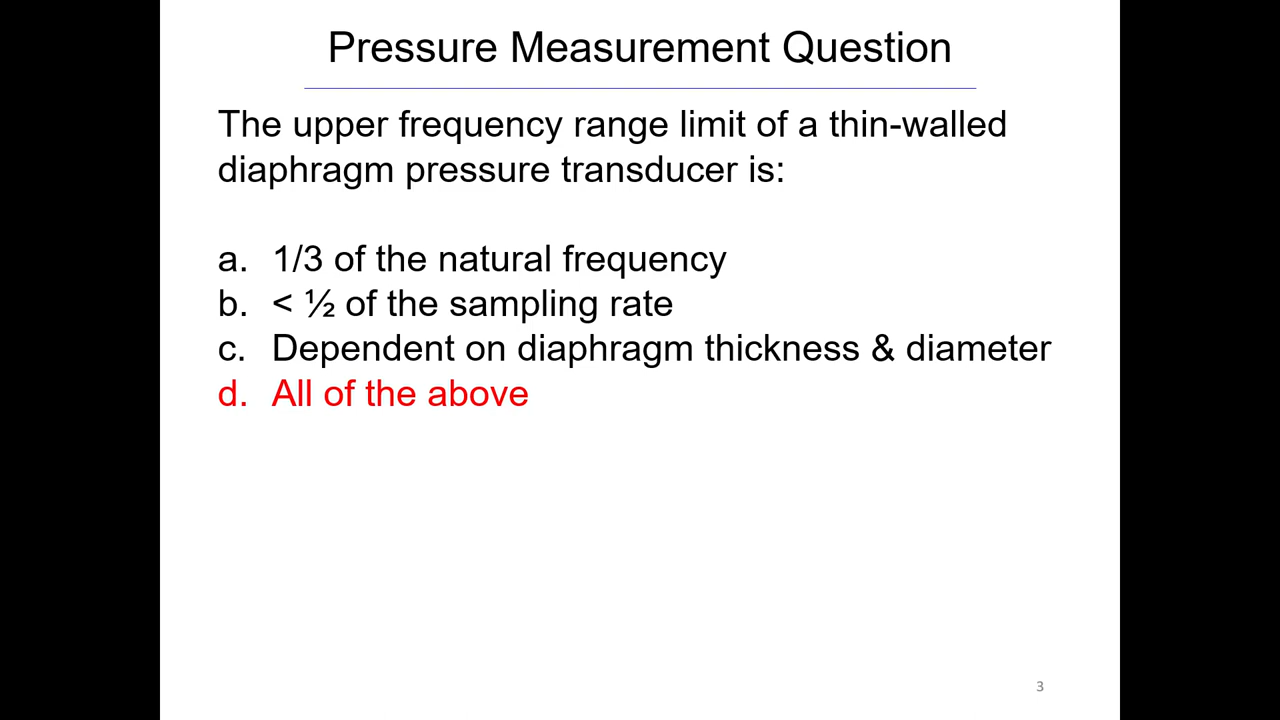 Pressure Measurement Question
The upper frequency range limit of a thin-walled
diaphragm pressure transducer is:
a. 1/3 of the natural frequency
b. < ½ of the sampling rate
c. Dependent on diaphragm thickness & diameter
d. All of the above
3